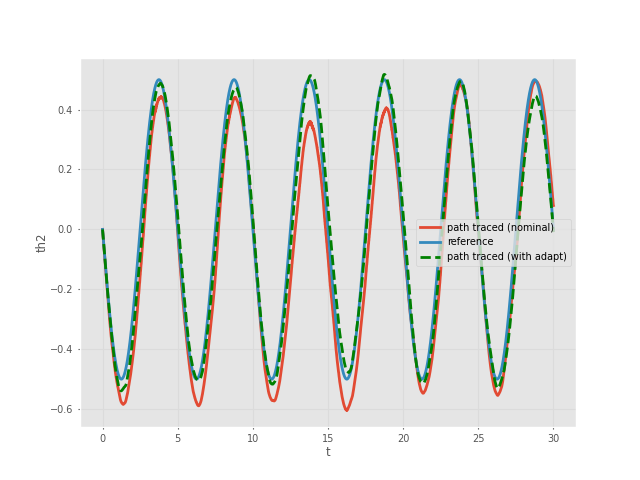 0.4
0.2
0.0
−0.2
−0.4
−0.6
th2
path traced (nominal)
reference
path traced (with adapt)
0
5
10
15
20
25
30
t